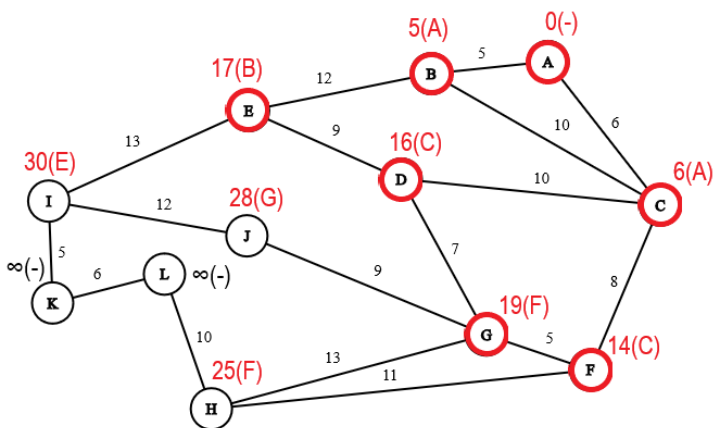 0(-)
5(A)
5
A
B
17(B)
12
E
6
10
9
16(C)
13
D
10
6(A)
30(E)
C
I
12
28(G)
J
7
5
∞(-)
6
L
∞(-)
9
8
K
19(F)
G
5
14(C)
10
13
F
25(F)
11
H